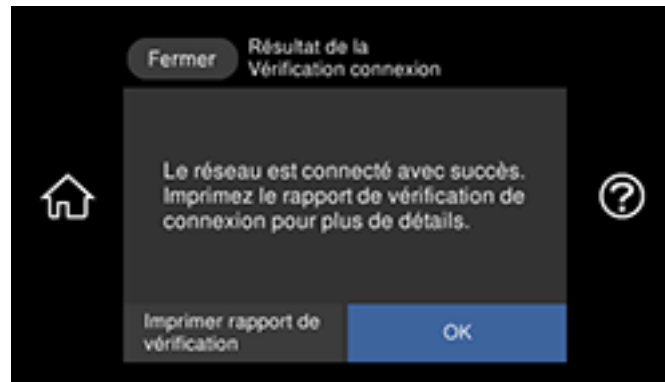 Fermer
Résultat de la
Vérification connexion
Le réseau est connecté avec succès.
Imprimez le rapport de vérification de
connexion pour plus de détails.
Imprimer rapport de
vérification
OK